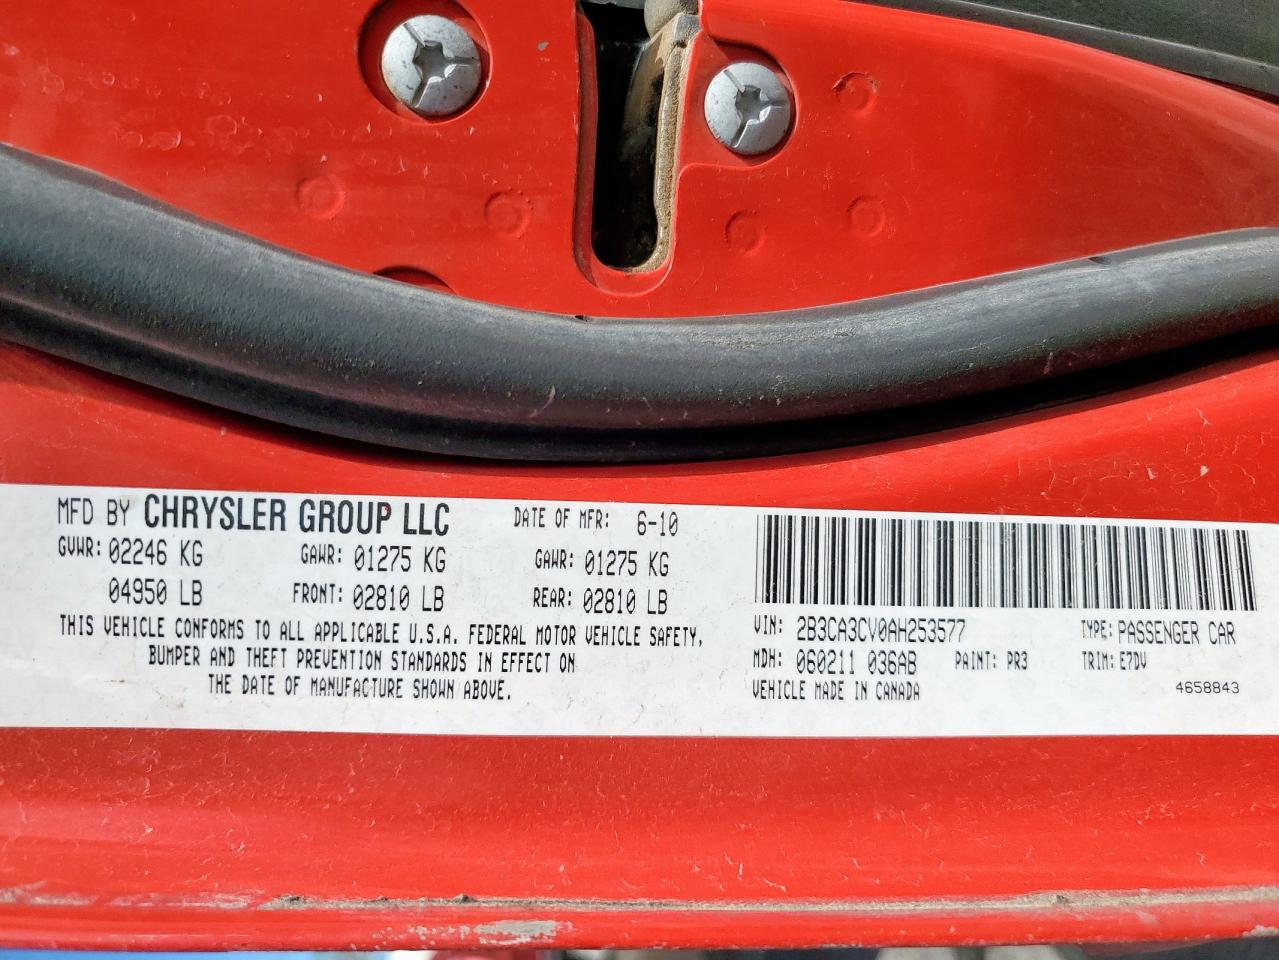 MFD BY CHRYSLER GROUP LLC DATE OF MFR: 6-10
GVWR: 02246 KG GAWR: 01275 KG GAWR: 01275 KG
04950 LB FRONT: 02810 LB REAR: 02810 LB
THIS VEHICLE CONFORMS TO ALL APPLICABLE U.S.A. FEDERAL MOTOR VEHICLE SAFETY,
BUMPER AND THEFT PREVENTION STANDARDS IN EFFECT ON
THE DATE OF MANUFACTURE SHOWN ABOVE.
VIN: 2B3CA3CV0AH253577 TYPE: PASSENGER CAR
MDH: 060211 036AB PAINT: PR3 TRIM: E7DV
VEHICLE MADE IN CANADA 4658843